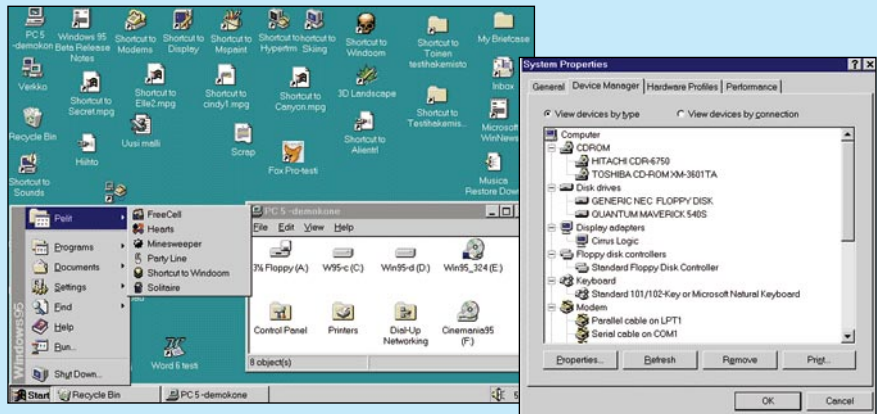 PC 5
-demokon
Windows 95
Beta Release
Notes
Shortcut to
Modems
Shortcut to
Display
Shortcut to
Mspaint
Shortcut to
Hypertrm
Shortcut to
Skiing
Shortcut to
Windoom
Shortcut to
Toinen
testihakemisto
My Briefcase
Verkko
Shortcut to
Secret.mpg
Shortcut to
Elle2.mpg
Shortcut to
cindy1.mpg
Shortcut to
Canyon.mpg
3D Landscape
Shortcut to
Testihakemis...
Inbox
Recycle Bin
Hiihto
Uusi malli
Scrap
Fox Pro-testi
Shortcut to
Alientrl
Microsoft
WinNews
Shortcut to
Sounds
Musica
Restore Dow
Pelit
Programs
Documents
Settings
Find
Help
Run...
Shut Down...
Windows 95
FreeCell
Hearts
Minesweeper
Party Line
Shortcut to Windoom
Solitaire
Word 6 testi
PC 5 -demokone
File Edit View Help
3½ Floppy (A:) W95-c (C:) Win95-d (D:) Win95_324 (E:)
Control Panel Printers Dial-Up
Networking Cinemania95
(F:)
8 object(s)
Start Recycle Bin PC 5 -demokone 5
System Properties
General Device Manager Hardware Profiles Performance
View devices by type View devices by connection
Computer
CDROM
HITACHI CDR-6750
TOSHIBA CD-ROM XM-3601TA
Disk drives
GENERIC NEC FLOPPY DISK
QUANTUM MAVERICK 540S
Display adapters
Cirrus Logic
Floppy disk controllers
Standard Floppy Disk Controller
Keyboard
Standard 101/102-Key or Microsoft Natural Keyboard
Modem
Parallel cable on LPT1
Serial cable on COM1
Properties... Refresh Remove Print...
OK Cancel